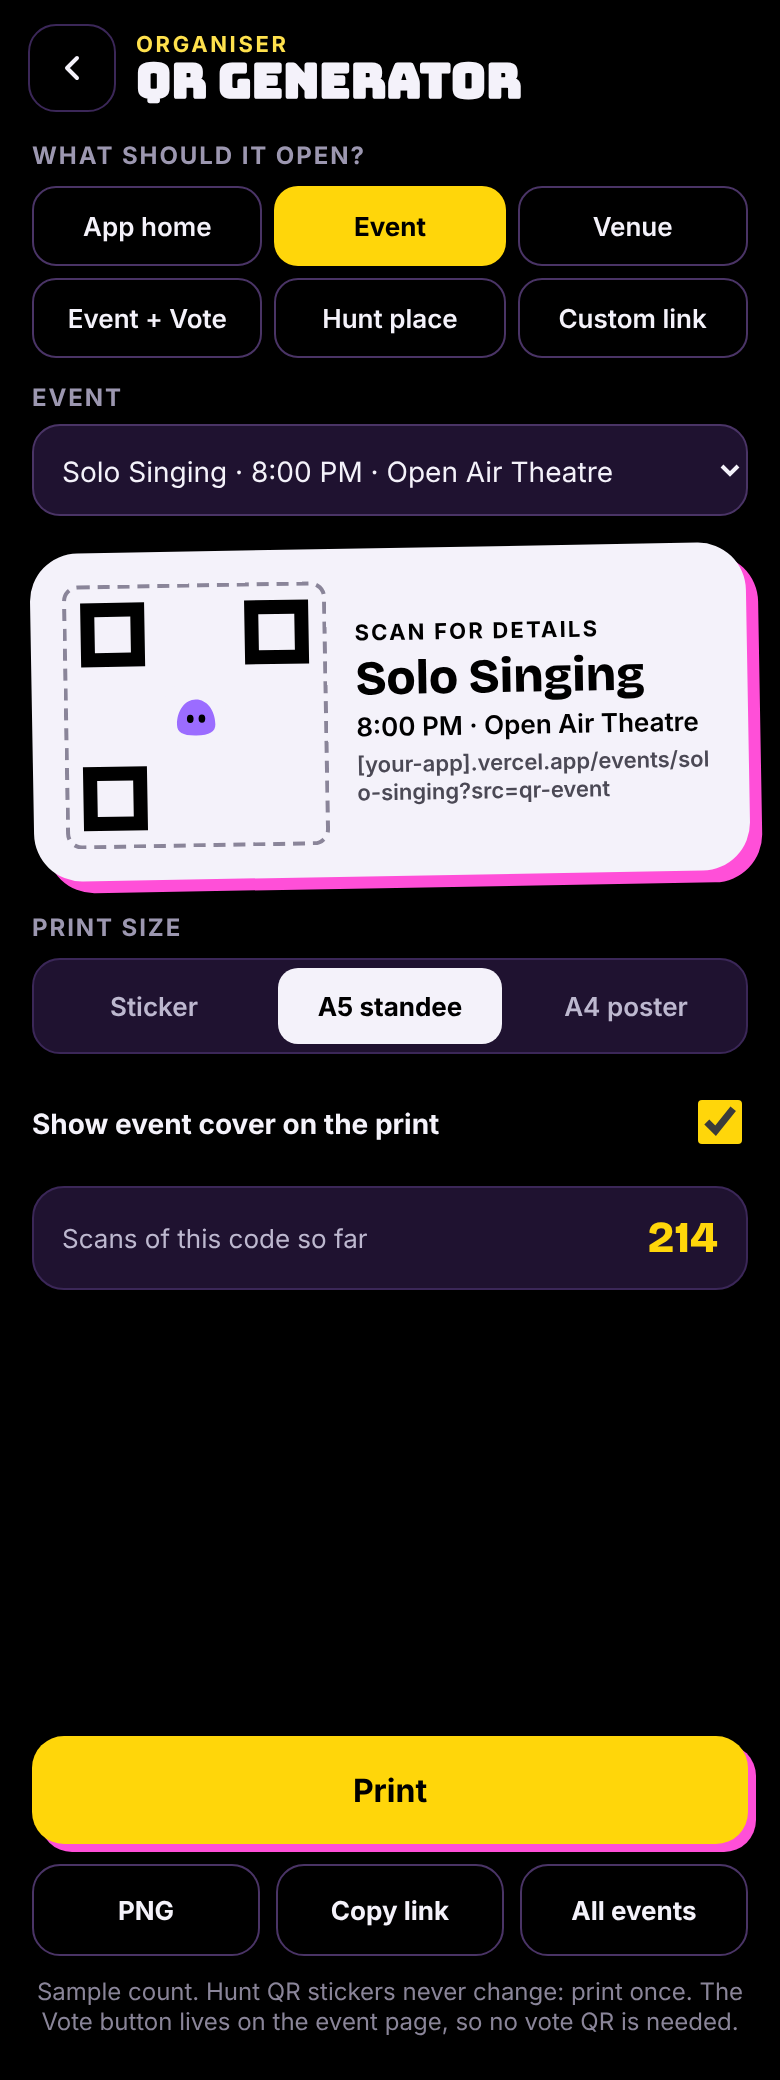 ORGANISER
QR GENERATOR
WHAT SHOULD IT OPEN?
App home
Event
Venue
Event + Vote
Hunt place
Custom link
EVENT
Solo Singing · 8:00 PM · Open Air Theatre
SCAN FOR DETAILS
Solo Singing
8:00 PM · Open Air Theatre
[your-app].vercel.app/events/sol
o-singing?src=qr-event
PRINT SIZE
Sticker
A5 standee
A4 poster
Show event cover on the print
Scans of this code so far
214
Print
PNG
Copy link
All events
Sample count. Hunt QR stickers never change: print once. The
Vote button lives on the event page, so no vote QR is needed.